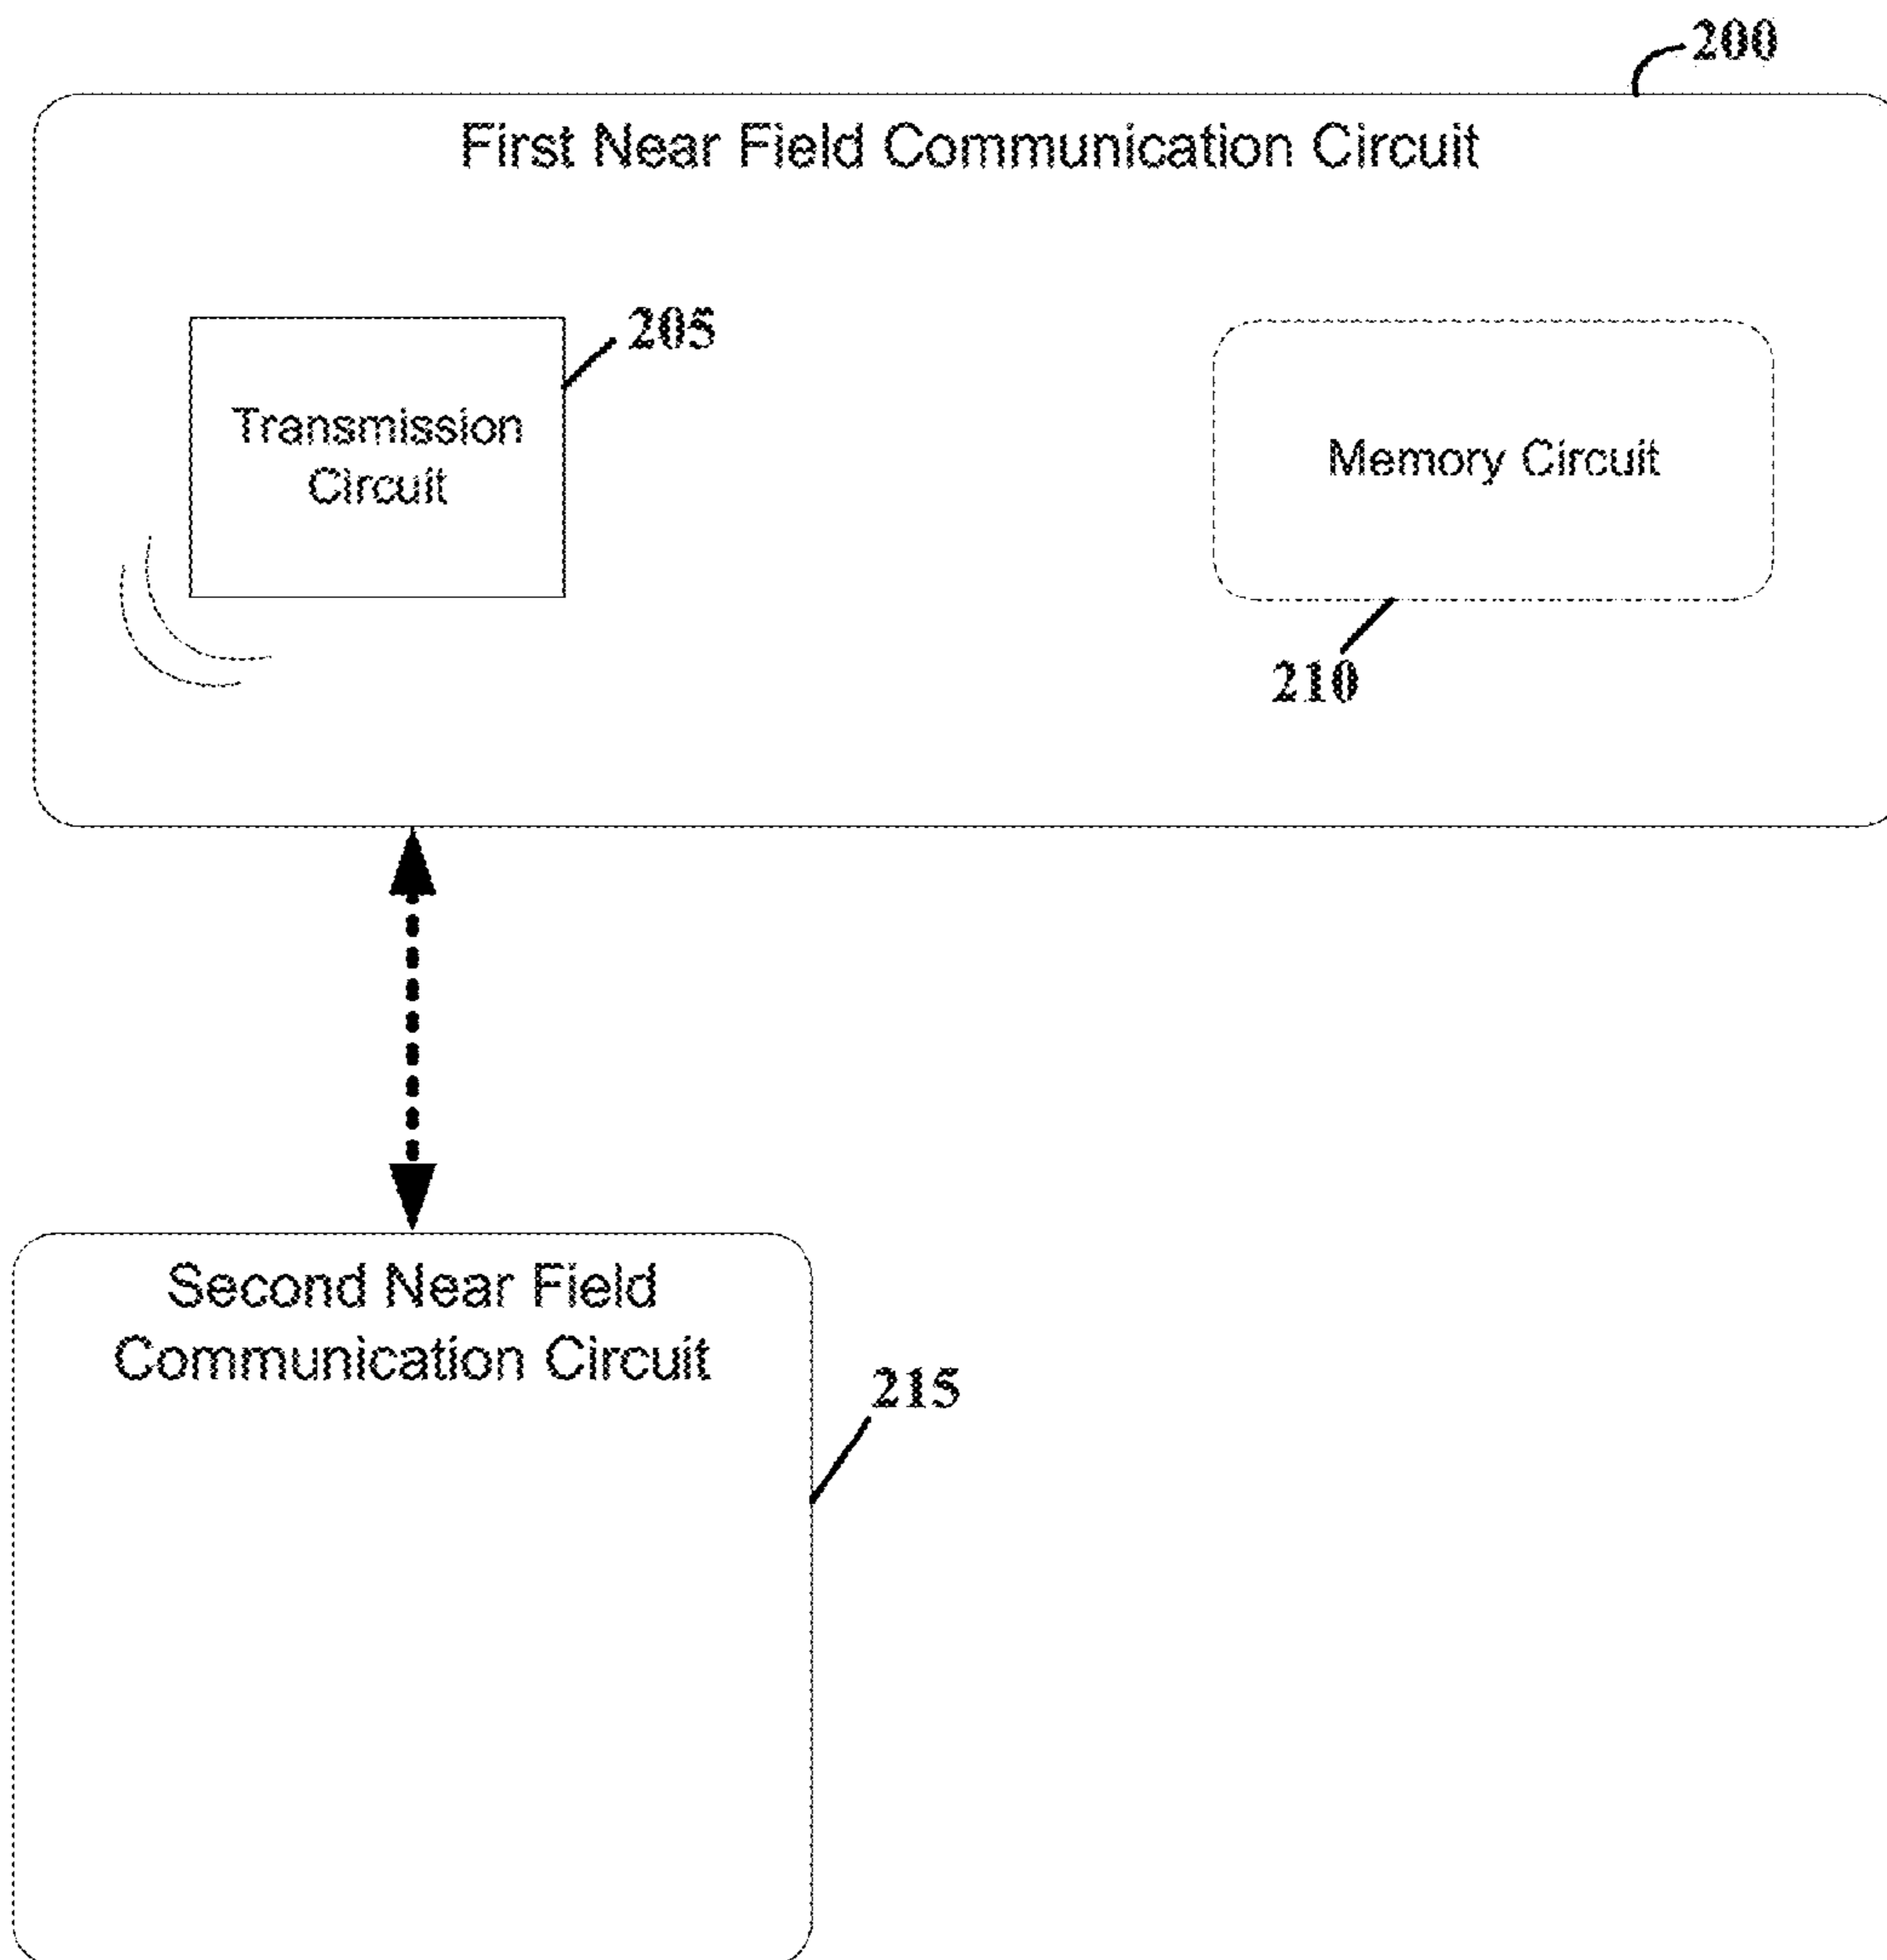 200
First Near Field Communication Circuit
205
Transmission
Circuit
Memory Circuit
210
Second Near Field
Communication Circuit
215